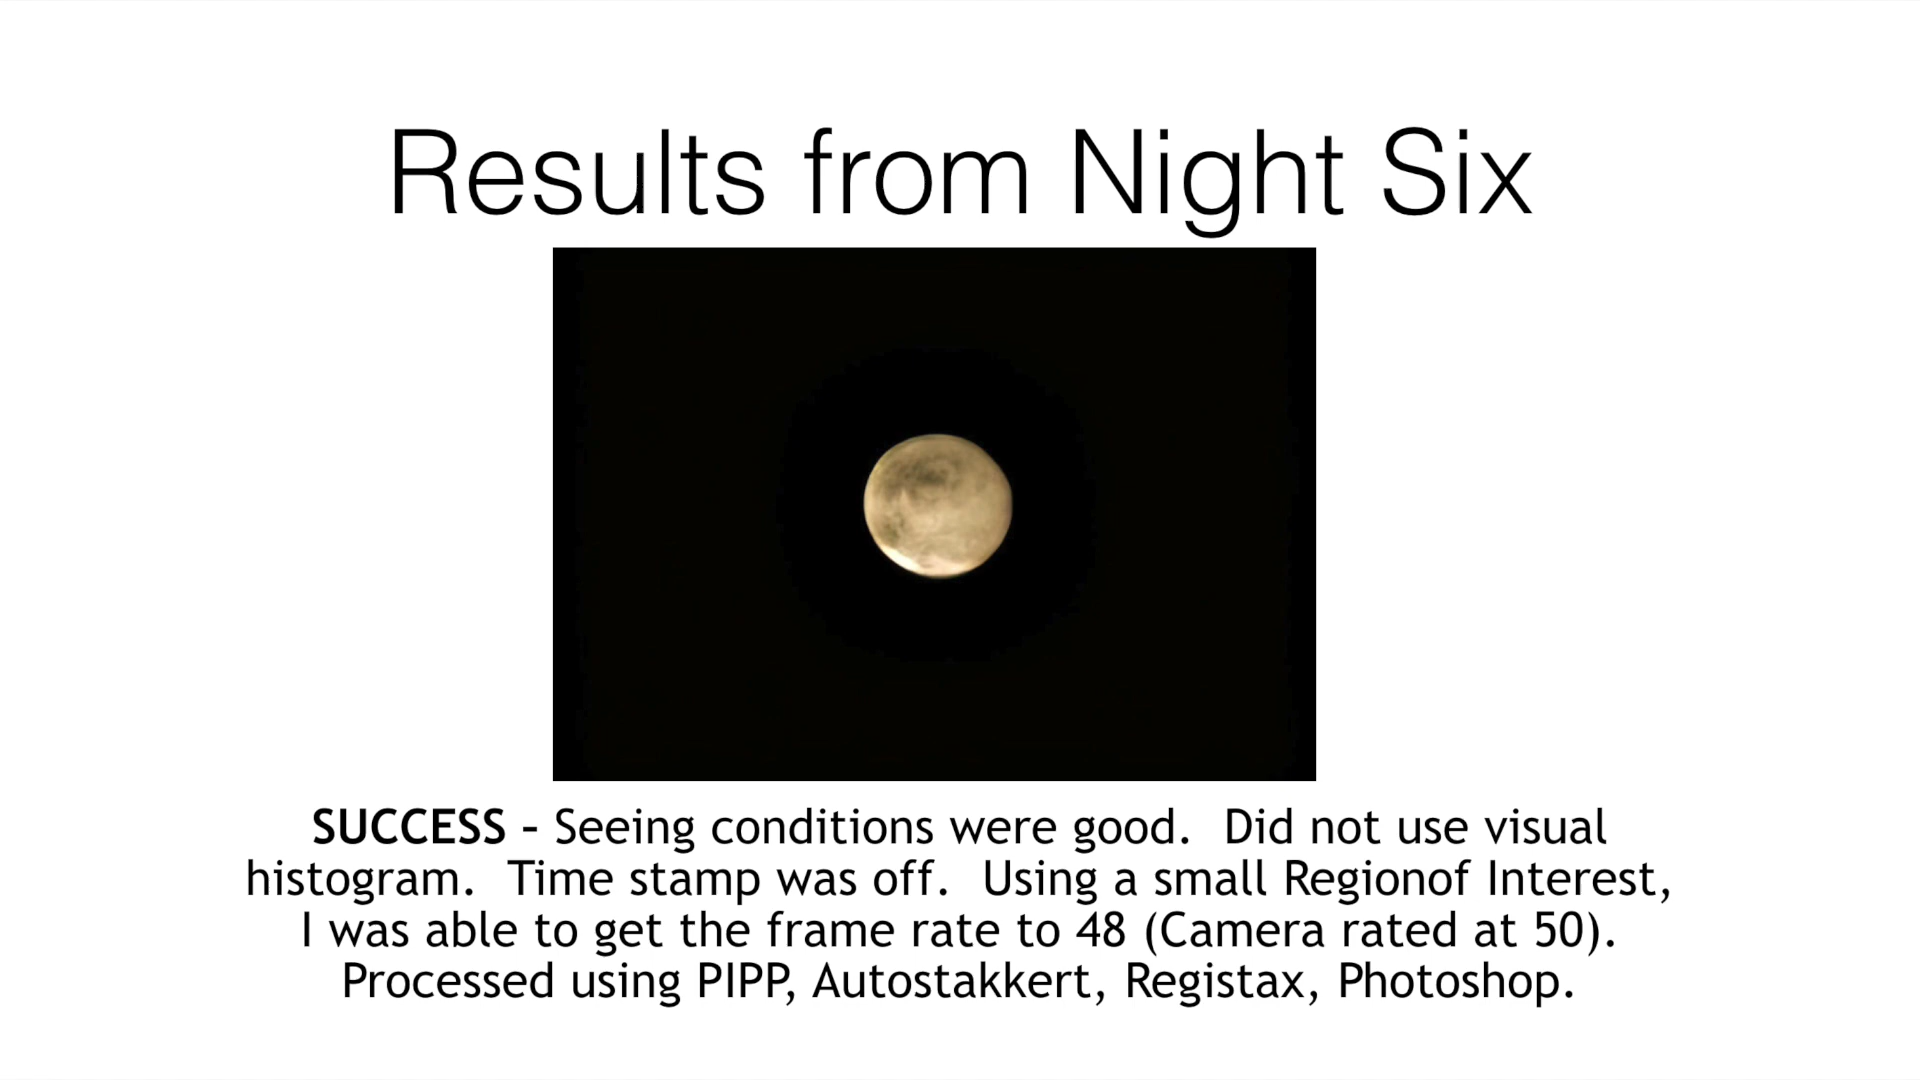 Results from Night Six
SUCCESS – Seeing conditions were good.  Did not use visual
histogram.  Time stamp was off.  Using a small Regionof Interest,
I was able to get the frame rate to 48 (Camera rated at 50).
Processed using PIPP, Autostakkert, Registax, Photoshop.